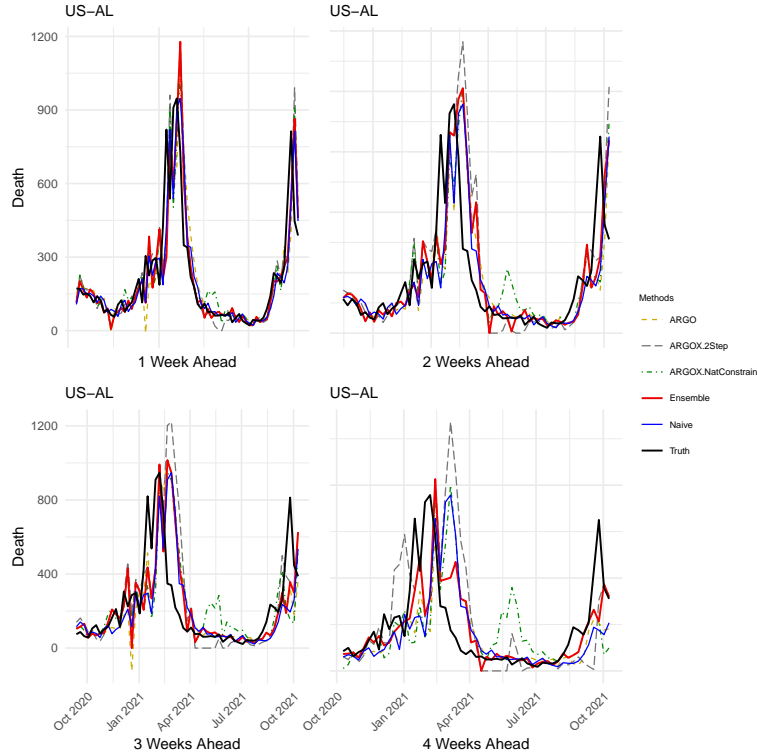 US−AL
US−AL
1200
900
600
300
0
Death
1 Week Ahead
2 Weeks Ahead
Methods
ARGO
ARGOX.2Step
ARGOX.NatConstrain
Ensemble
Naive
Truth
US−AL
US−AL
1200
800
400
0
Death
Oct 2020
Jan 2021
Apr 2021
Jul 2021
Oct 2021
Oct 2020
Jan 2021
Apr 2021
Jul 2021
Oct 2021
3 Weeks Ahead
4 Weeks Ahead